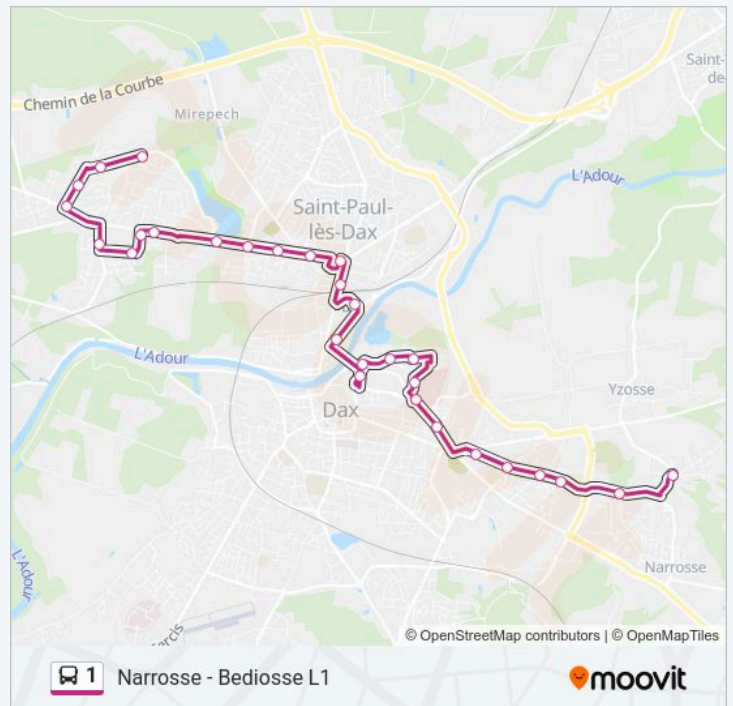 Saint-
de
Chemin de la Courbe
Mirepech
L'Adour
Saint-Paul-
lès-Dax
L'Adour
Yzosse
Dax
L'Adour
Narrosse
© OpenStreetMap contributors | © OpenMapTiles
1 Narrosse - Bediosse L1
moovit